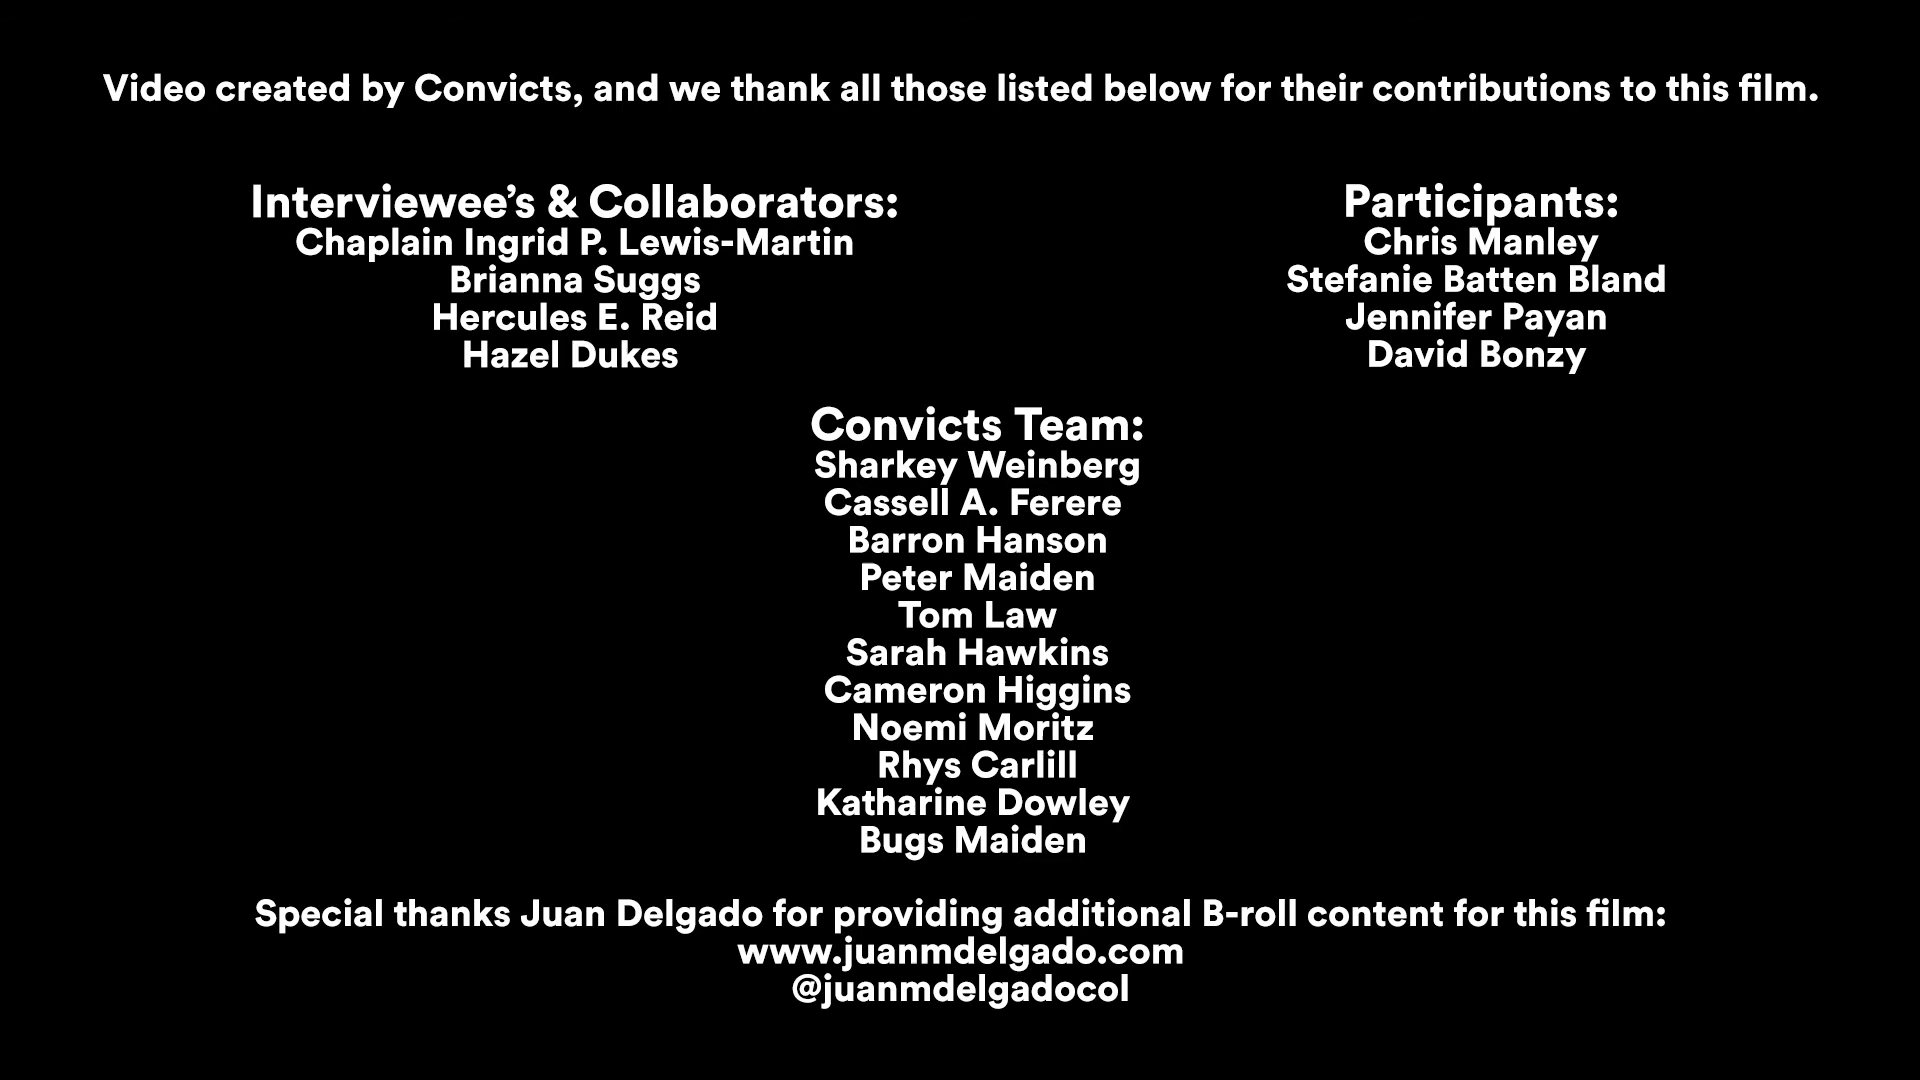 Video created by Convicts, and we thank all those listed below for their contributions to this film.
Interviewee's & Collaborators:
Chaplain Ingrid P. Lewis-Martin
Brianna Suggs
Hercules E. Reid
Hazel Dukes
Participants:
Chris Manley
Stefanie Batten Bland
Jennifer Payan
David Bonzy
Convicts Team:
Sharkey Weinberg
Cassell A. Ferere
Barron Hanson
Peter Maiden
Tom Law
Sarah Hawkins
Cameron Higgins
Noemi Moritz
Rhys Carlill
Katharine Dowley
Bugs Maiden
Special thanks Juan Delgado for providing additional B-roll content for this film:
www.juanmdelgado.com
@juanmdelgadocol